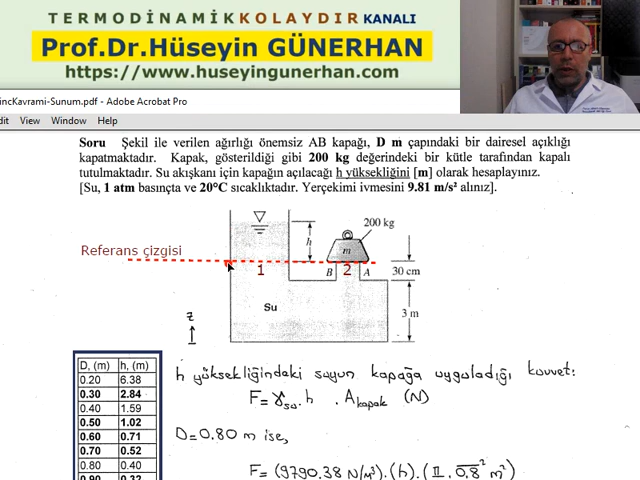 TERMODİNAMİKKOLAYDIR KANALI
Prof.Dr.Hüseyin GÜNERHAN
https://www.huseyingunerhan.com
incKavrami-Sunum.pdf - Adobe Acrobat Pro
dit View Window Help
Soru Şekil ile verilen ağırlığı önemsiz AB kapağı, D m çapındaki bir dairesel açıklığı
kapatmaktadır. Kapak, gösterildiği gibi 200 kg değerindeki bir kütle tarafından kapalı
tutulmaktadır. Su akışkanı için kapağın açılacağı h yüksekliğini [m] olarak hesaplayınız.
[Su, 1 atm basınçta ve 20°C sıcaklıktadır. Yerçekimi ivmesini 9.81 m/s² alınız].
200 kg
Referans çizgisi
h
m
1
B 2 A
30 cm
Su
3 m
z
D, (m) h, (m)
0.20 6.38
0.30 2.84
0.40 1.59
0.50 1.02
0.60 0.71
0.70 0.52
0.80 0.40
0.90 0.32
h yüksekliğindeki suyun kapağa uyguladığı kuvvet:
F = γsu . h . Akapak (N)
D = 0.80 m ise,
F = (9790.38 N/m³) . (h) . (π . 0.8² m²)